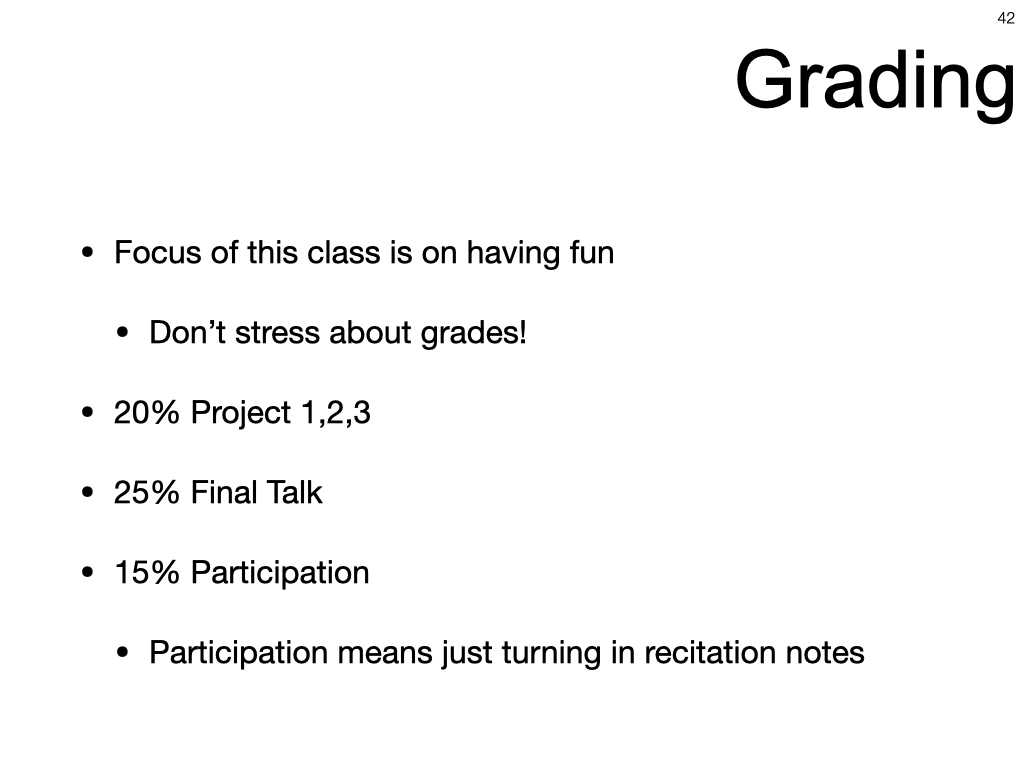 42
Grading
• Focus of this class is on having fun
• Don’t stress about grades!
• 20% Project 1,2,3
• 25% Final Talk
• 15% Participation
• Participation means just turning in recitation notes